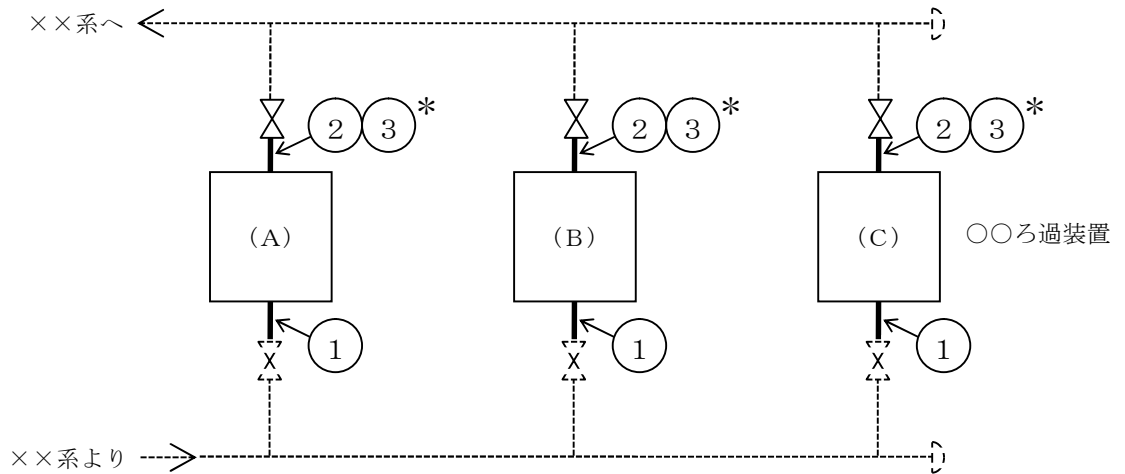 ××系へ
２ ３ *
２ ３ *
２ ３ *
（Ａ）
（Ｂ）
（Ｃ）
○○ろ過装置
１
１
１
××系より